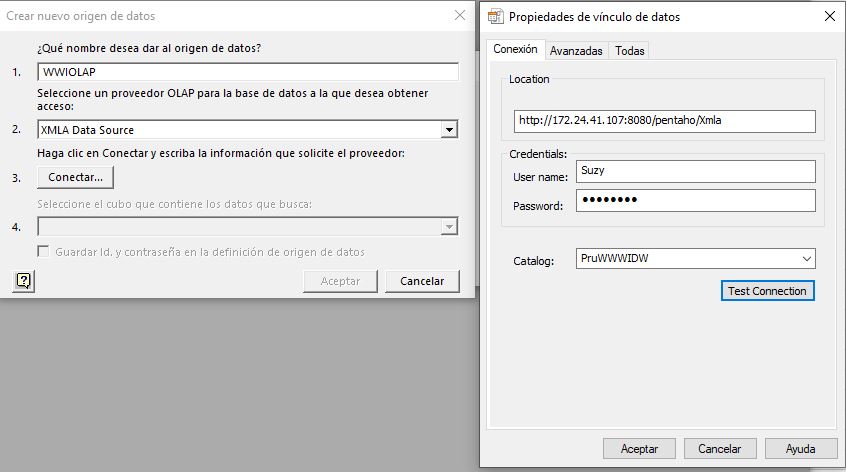 Crear nuevo origen de datos
¿Qué nombre desea dar al origen de datos?
1. WWIOLAP
Seleccione un proveedor OLAP para la base de datos a la que desea obtener
acceso:
2. XMLA Data Source
Haga clic en Conectar y escriba la información que solicite el proveedor:
3. Conectar...
Seleccione el cubo que contiene los datos que busca:
4.
Guardar Id. y contraseña en la definición de origen de datos
?
Aceptar Cancelar
Propiedades de vínculo de datos
Conexión Avanzadas Todas
Location
http://172.24.41.107:8080/pentaho/Xmla
Credentials:
User name: Suzy
Password: ●●●●●●●●
Catalog: PruWWWIDW
Test Connection
Aceptar Cancelar Ayuda